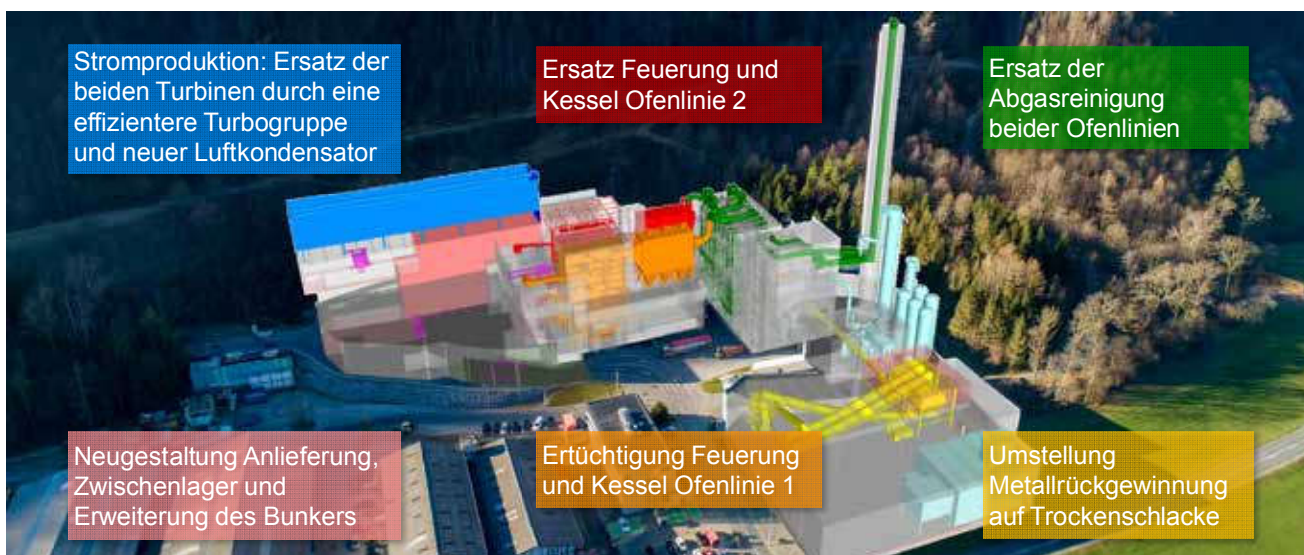 Stromproduktion: Ersatz der
beiden Turbinen durch eine
effizientere Turbogruppe
und neuer Luftkondensator
Ersatz Feuerung und
Kessel Ofenlinie 2
Ersatz der
Abgasreinigung
beider Ofenlinien
Neugestaltung Anlieferung,
Zwischenlager und
Erweiterung des Bunkers
Ertüchtigung Feuerung
und Kessel Ofenlinie 1
Umstellung
Metallrückgewinnung
auf Trockenschlacke